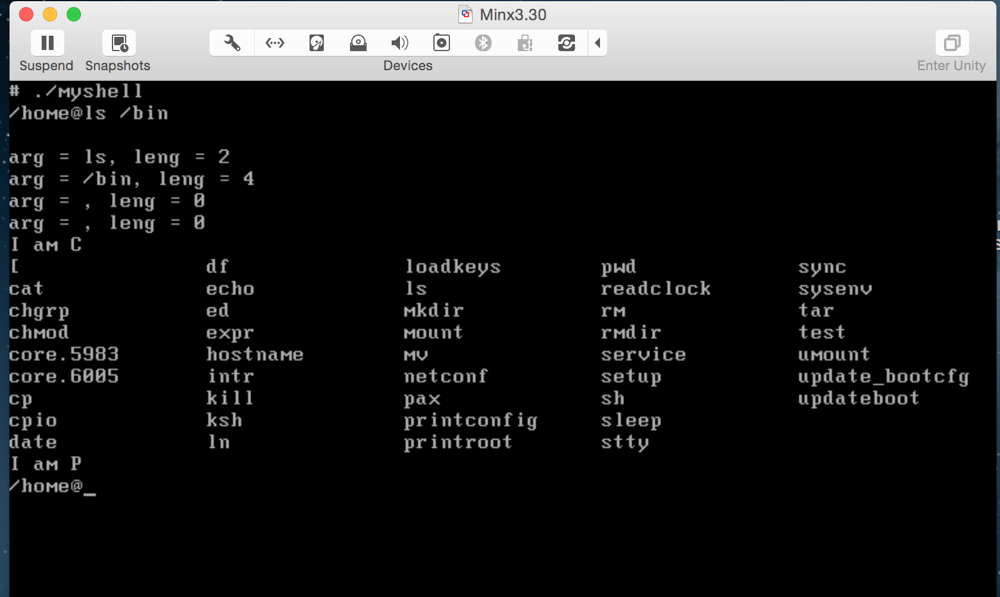 Minx3.30
Suspend Snapshots Devices Enter Unity
# ./myshell
/home@ls /bin
arg = ls, leng = 2
arg = /bin, leng = 4
arg = , leng = 0
arg = , leng = 0
I am C
[ df loadkeys pwd sync
cat echo ls readclock sysenv
chgrp ed mkdir rm tar
chmod expr mount rmdir test
core.5983 hostname mv service umount
core.6005 intr netconf setup update_bootcfg
cp kill pax sh updateboot
cpio ksh printconfig sleep
date ln printroot stty
I am P
/home@_